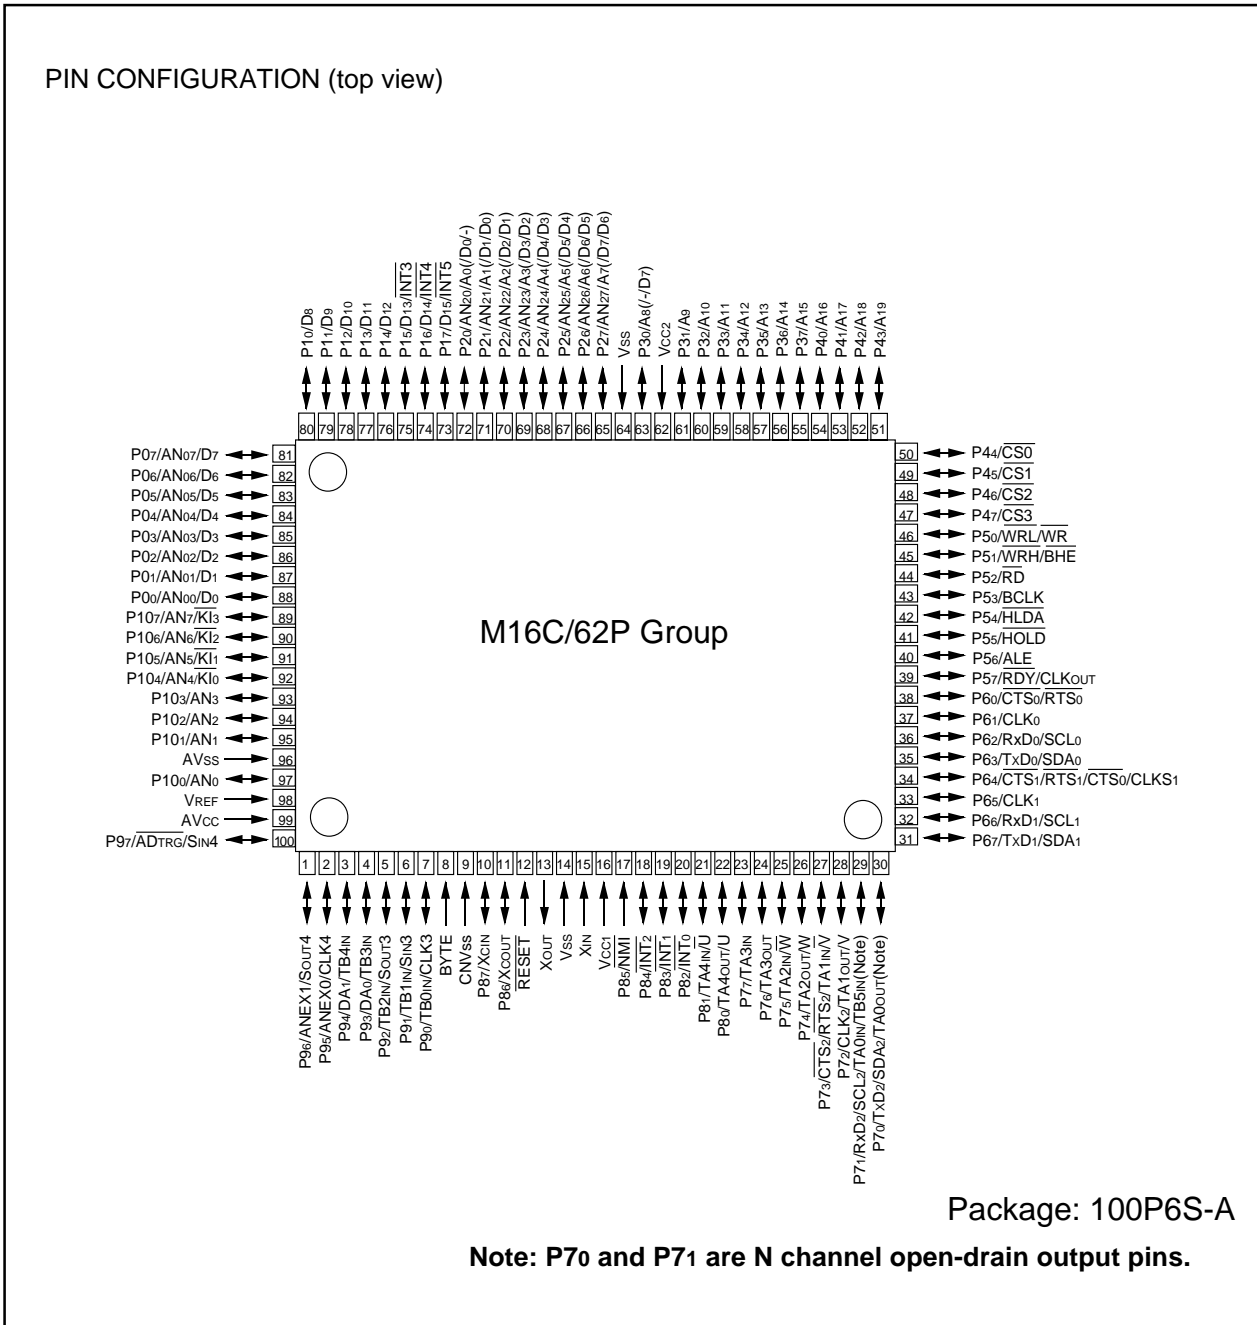 PIN CONFIGURATION (top view)
P10/D8
P11/D9
P12/D10
P13/D11
P14/D12
P15/D13/INT3
P16/D14/INT4
P17/D15/INT5
P20/AN20/A0(/D0/-)
P21/AN21/A1(/D1/D0)
P22/AN22/A2(/D2/D1)
P23/AN23/A3(/D3/D2)
P24/AN24/A4(/D4/D3)
P25/AN25/A5(/D5/D4)
P26/AN26/A6(/D6/D5)
P27/AN27/A7(/D7/D6)
Vss
P30/A8(/-/D7)
VCC2
P31/A9
P32/A10
P33/A11
P34/A12
P35/A13
P36/A14
P37/A15
P40/A16
P41/A17
P42/A18
P43/A19
80 79 78 77 76 75 74 73 72 71 70 69 68 67 66 65 64 63 62 61 60 59 58 57 56 55 54 53 52 51
P07/AN07/D7 81
P06/AN06/D6 82
P05/AN05/D5 83
P04/AN04/D4 84
P03/AN03/D3 85
P02/AN02/D2 86
P01/AN01/D1 87
P00/AN00/D0 88
P107/AN7/KI3 89
P106/AN6/KI2 90
P105/AN5/KI1 91
P104/AN4/KI0 92
P103/AN3 93
P102/AN2 94
P101/AN1 95
AVSS 96
P100/AN0 97
VREF 98
AVCC 99
P97/ADTRG/SIN4 100
M16C/62P Group
50 P44/CS0
49 P45/CS1
48 P46/CS2
47 P47/CS3
46 P50/WRL/WR
45 P51/WRH/BHE
44 P52/RD
43 P53/BCLK
42 P54/HLDA
41 P55/HOLD
40 P56/ALE
39 P57/RDY/CLKOUT
38 P60/CTS0/RTS0
37 P61/CLK0
36 P62/RxD0/SCL0
35 P63/TxD0/SDA0
34 P64/CTS1/RTS1/CTS0/CLKS1
33 P65/CLK1
32 P66/RxD1/SCL1
31 P67/TxD1/SDA1
1 2 3 4 5 6 7 8 9 10 11 12 13 14 15 16 17 18 19 20 21 22 23 24 25 26 27 28 29 30
P96/ANEX1/SOUT4
P95/ANEX0/CLK4
P94/DA1/TB4IN
P93/DA0/TB3IN
P92/TB2IN/SOUT3
P91/TB1IN/SIN3
P90/TB0IN/CLK3
BYTE
CNVss
P87/XCIN
P86/XCOUT
RESET
XOUT
Vss
XIN
VCC1
P85/NMI
P84/INT2
P83/INT1
P82/INT0
P81/TA4IN/U
P80/TA4OUT/U
P77/TA3IN
P76/TA3OUT
P75/TA2IN/W
P74/TA2OUT/W
P73/CTS2/RTS2/TA1IN/V
P72/CLK2/TA1OUT/V
P71/RxD2/SCL2/TA0IN/TB5IN(Note)
P70/TxD2/SDA2/TA0OUT(Note)
Package: 100P6S-A
Note: P70 and P71 are N channel open-drain output pins.